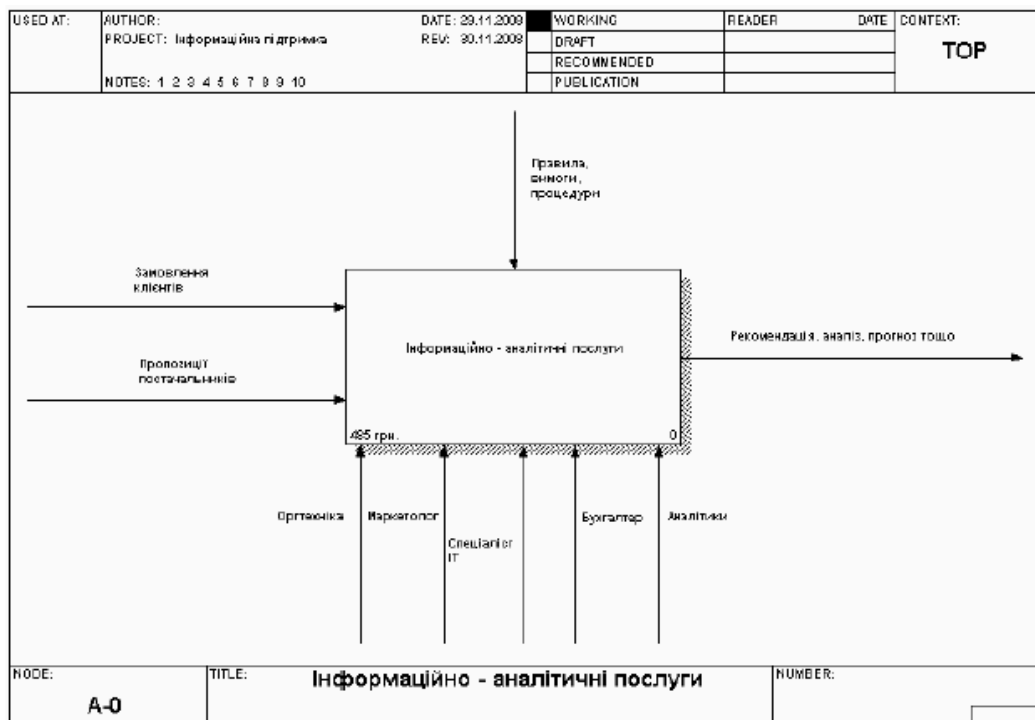 USED AT:
AUTHOR:
DATE: 29.11.2008
WORKING
READER
DATE
CONTEXT:
PROJECT: Інформаційна підтримка
REV: 30.11.2008
DRAFT
TOP
RECOMMENDED
NOTES: 1 2 3 4 5 6 7 8 9 10
PUBLICATION
Правила,
вимоги,
процедури
Замовлення
клієнтів
Інформаційно - аналітичні послуги
Рекомендація, аналіз, прогноз тощо
Пропозиції
постачальників
495 грн.
0
Оргтехніка
Маркетолог
Бухгалтер
Аналітики
Спеціаліст
ІТ
NODE:
TITLE:
Інформаційно - аналітичні послуги
NUMBER:
A-0